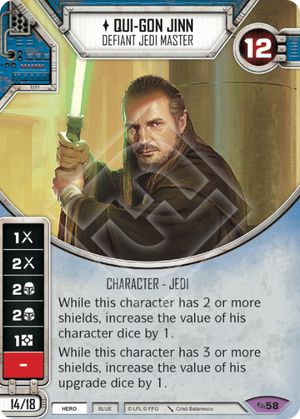 QUI-GON JINN
DEFIANT JEDI MASTER
12
1
2
2
2
1
-
CHARACTER - JEDI
While this character has 2 or more
shields, increase the value of his
character dice by 1.
While this character has 3 or more
shields, increase the value of his
upgrade dice by 1.
14/18
HERO
BLUE
© LFL © FFG
Cristi Balanescu
58